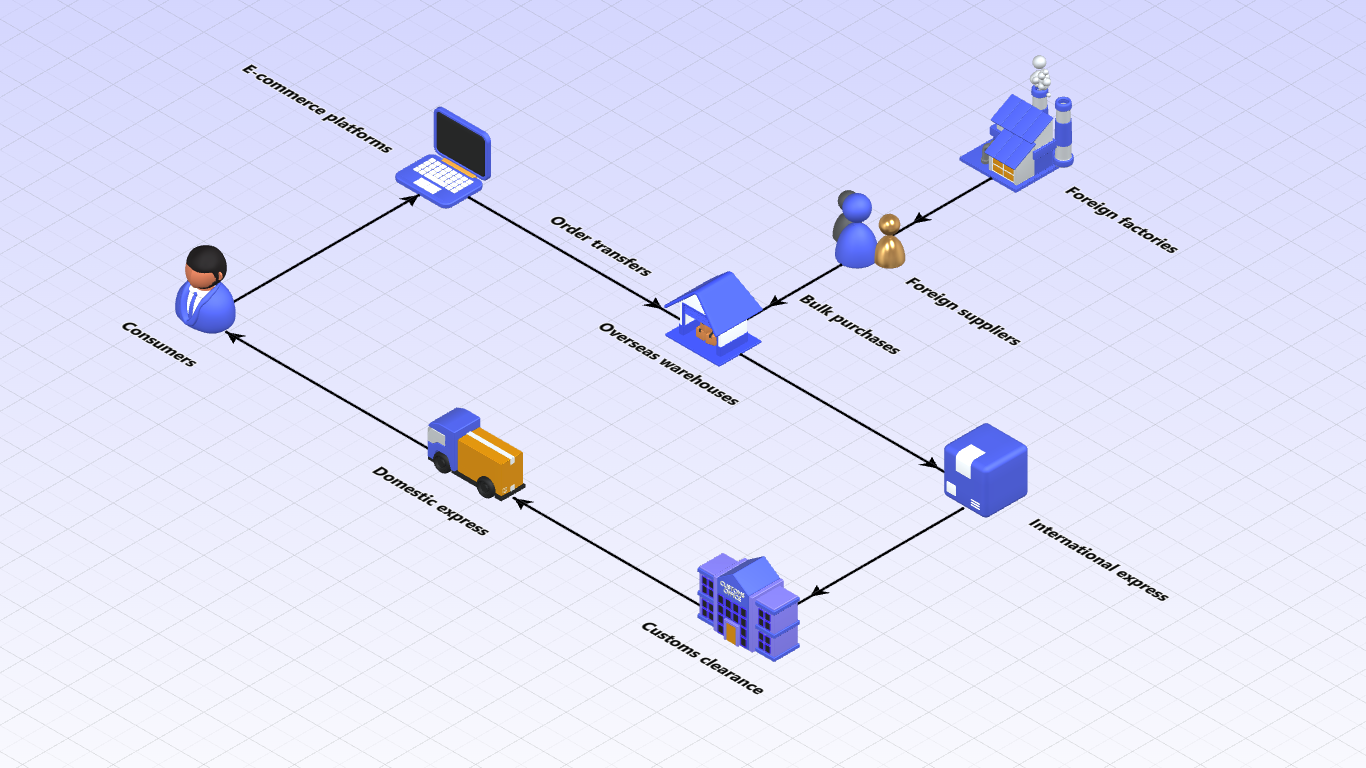 E-commerce platforms
Foreign factories
Order transfers
Foreign suppliers
Bulk purchases
Consumers
Overseas warehouses
Domestic express
International express
CUSTOMS
OFFICE
Customs clearance